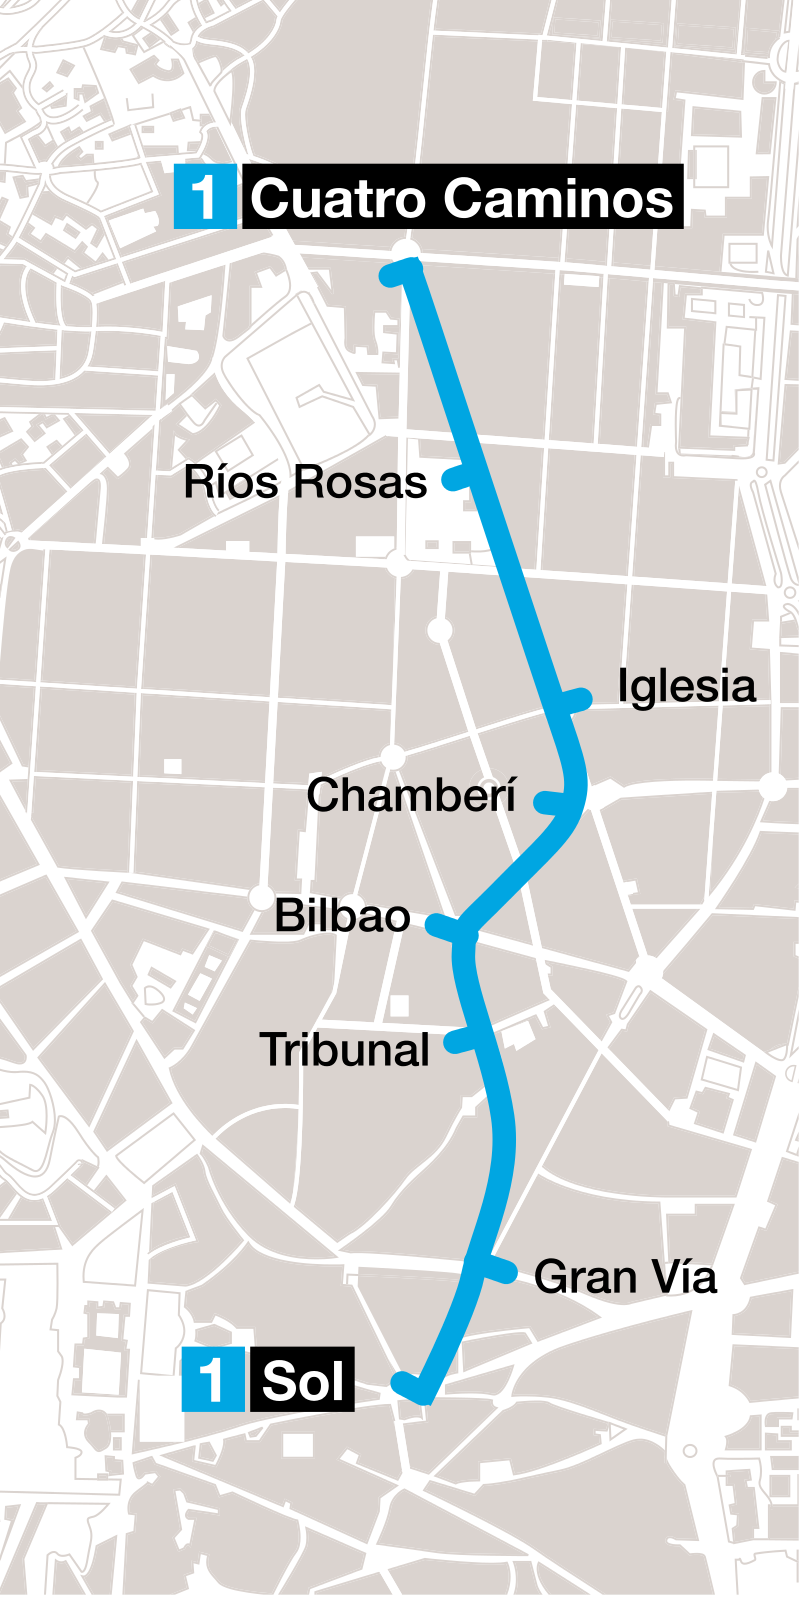 1 Cuatro Caminos
Ríos Rosas
Iglesia
Chamberí
Bilbao
Tribunal
Gran Vía
1 Sol